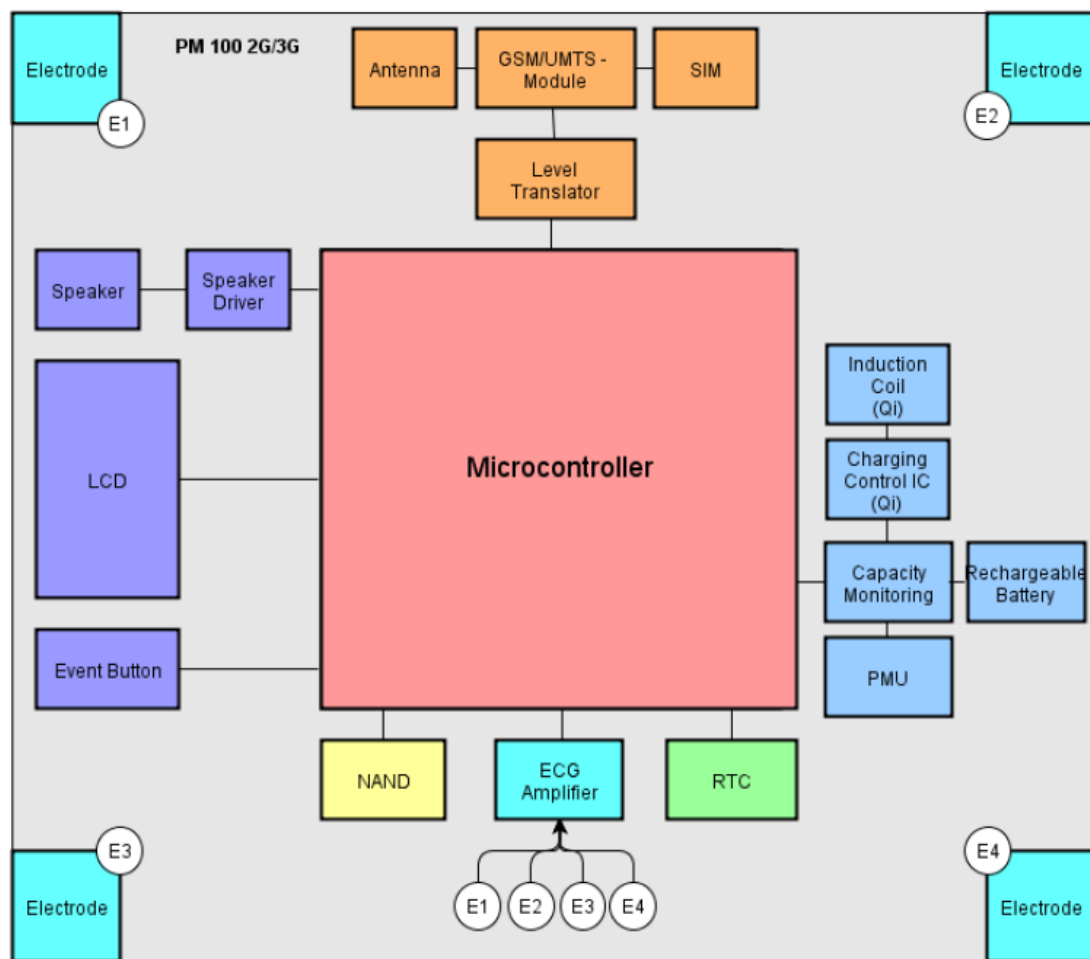 PM 100 2G/3G
Electrode
E1
Antenna
GSM/UMTS -
Module
SIM
Electrode
E2
Level
Translator
Speaker
Speaker
Driver
LCD
Event Button
Microcontroller
Induction
Coil
(Qi)
Charging
Control IC
(Qi)
Capacity
Monitoring
Rechargeable
Battery
PMU
NAND
ECG
Amplifier
RTC
E3
Electrode
E1
E2
E3
E4
E4
Electrode